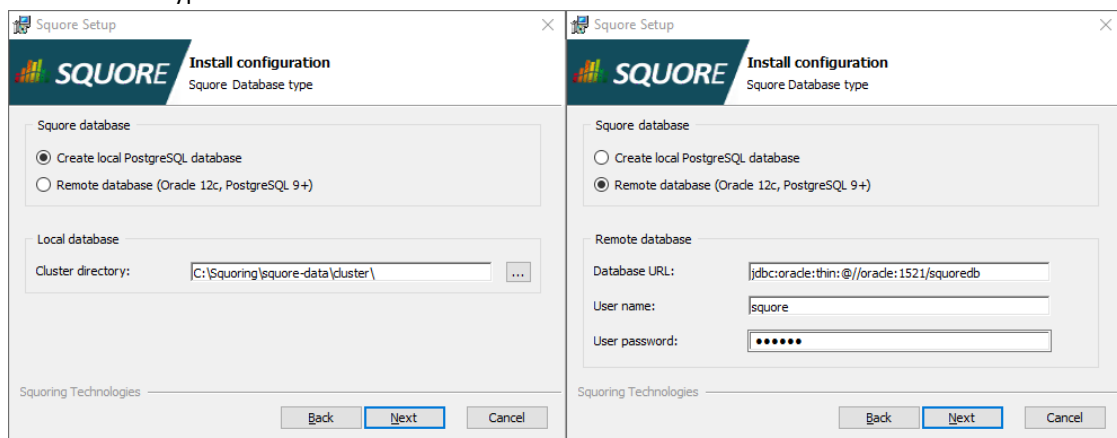 Squore Setup
SQUORE
Install configuration
Squore Database type
Squore database
Create local PostgreSQL database
Remote database (Oracle 12c, PostgreSQL 9+)
Local database
Cluster directory:
C:\Squoring\squore-data\cluster\
...
Squoring Technologies
Back
Next
Cancel
Squore Setup
SQUORE
Install configuration
Squore Database type
Squore database
Create local PostgreSQL database
Remote database (Oracle 12c, PostgreSQL 9+)
Remote database
Database URL:
jdbc:oracle:thin:@//oracle:1521/squoredb
User name:
squore
User password:
••••••
Squoring Technologies
Back
Next
Cancel